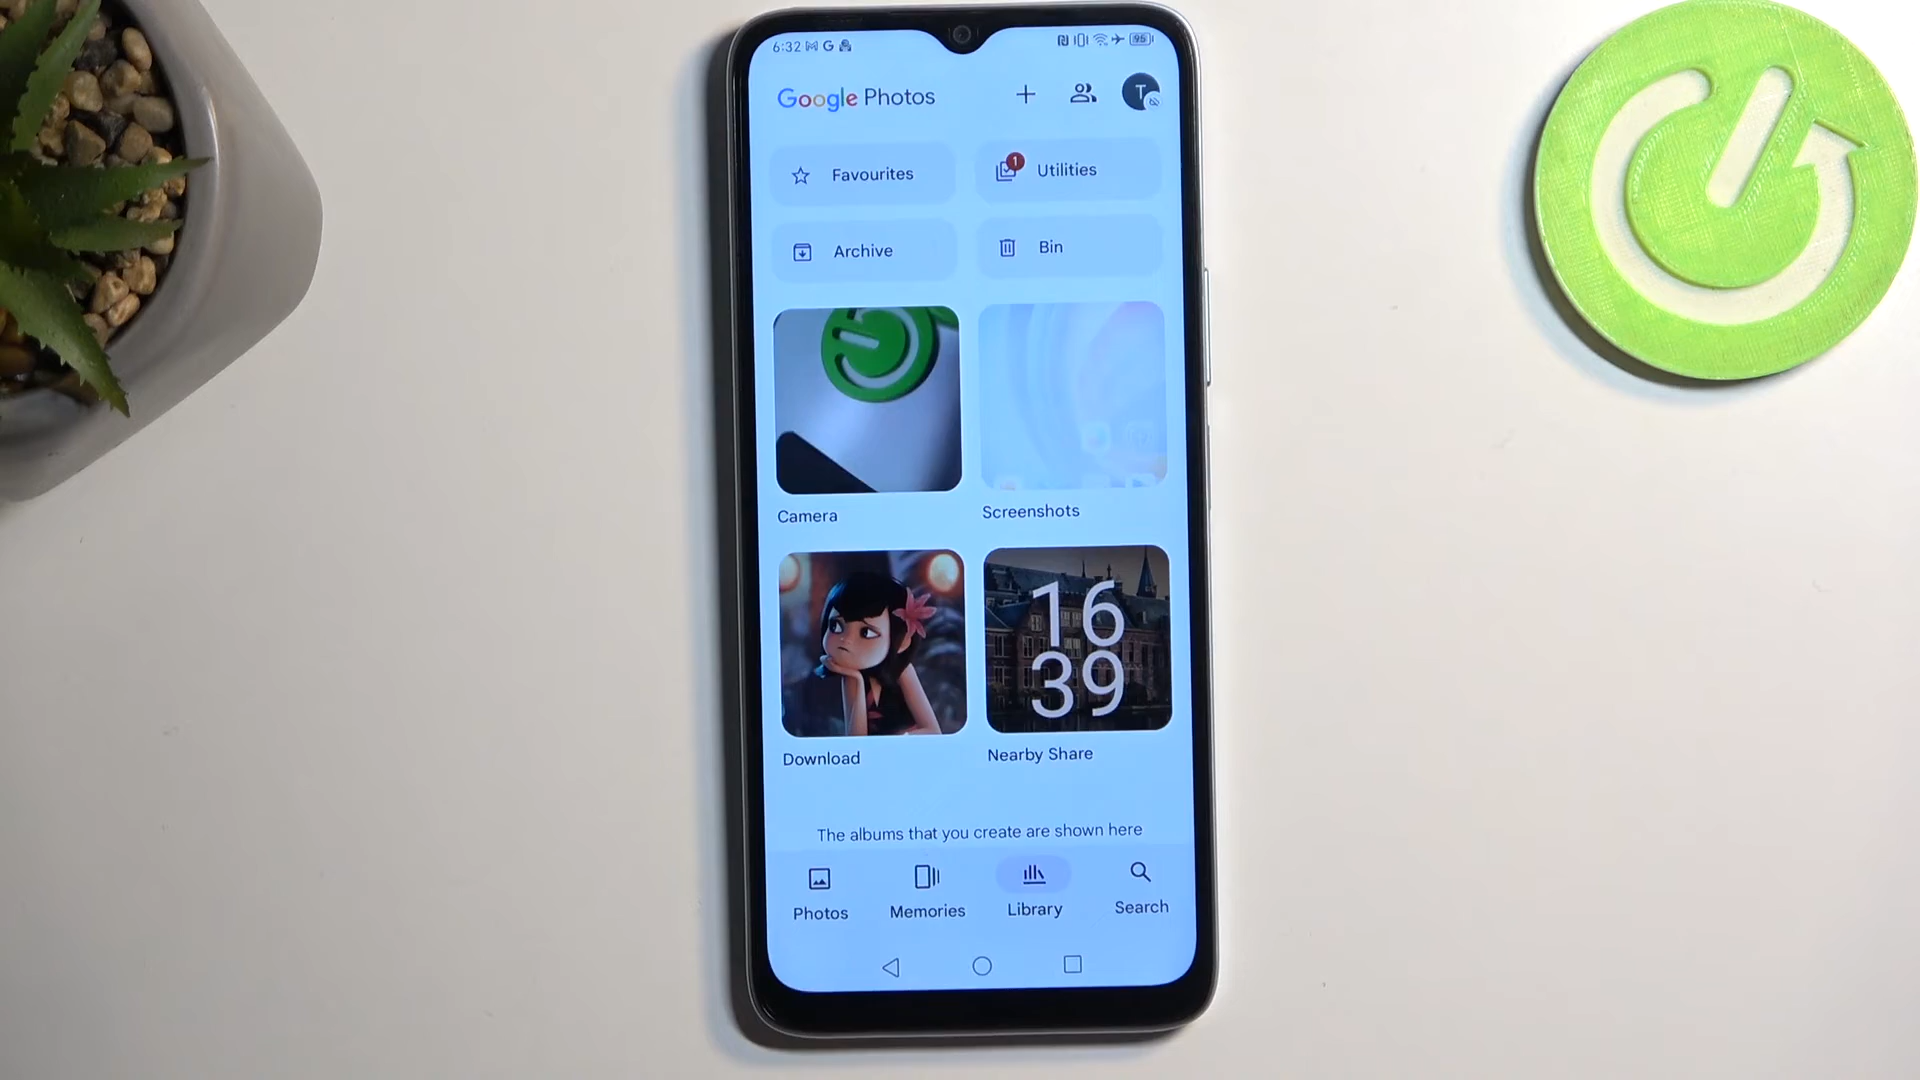 6:32
95
Google Photos
T
Favourites
1
Utilities
Archive
Bin
Camera
Screenshots
16
39
Download
Nearby Share
The albums that you create are shown here
Photos
Memories
Library
Search